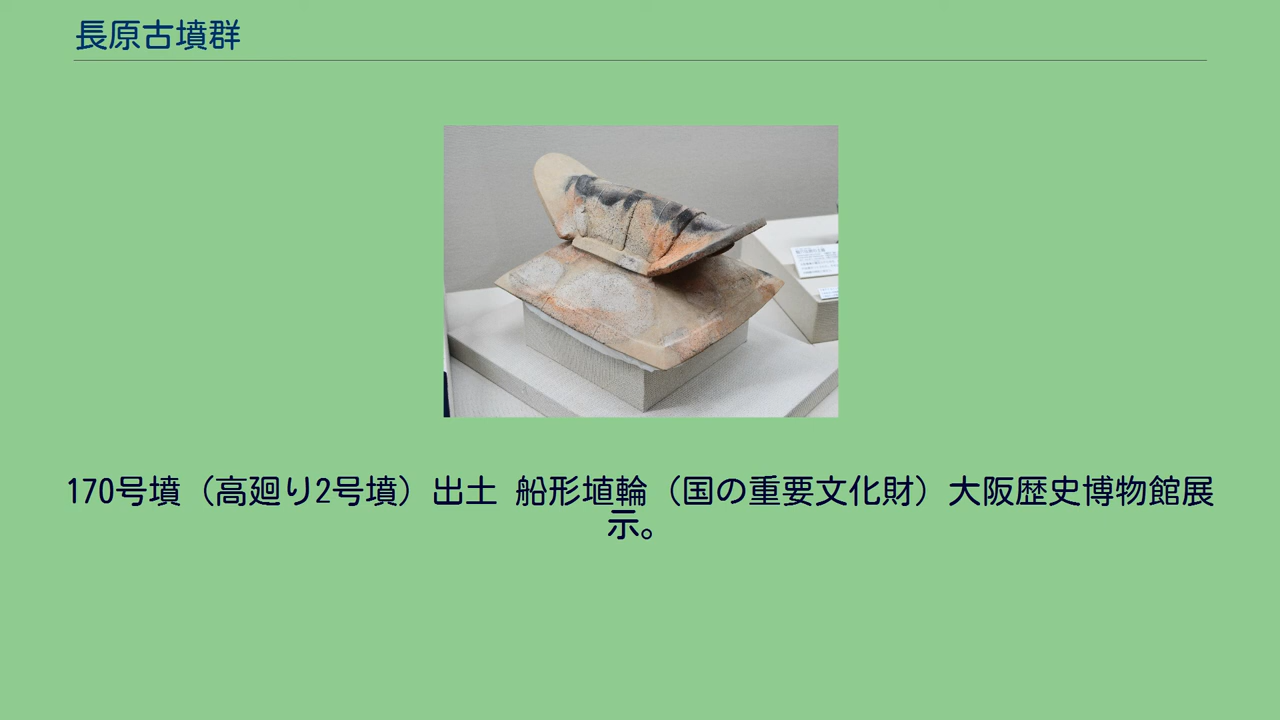 長原古墳群
170号墳（高廻り2号墳）出土 船形埴輪（国の重要文化財）大阪歴史博物館展
示。